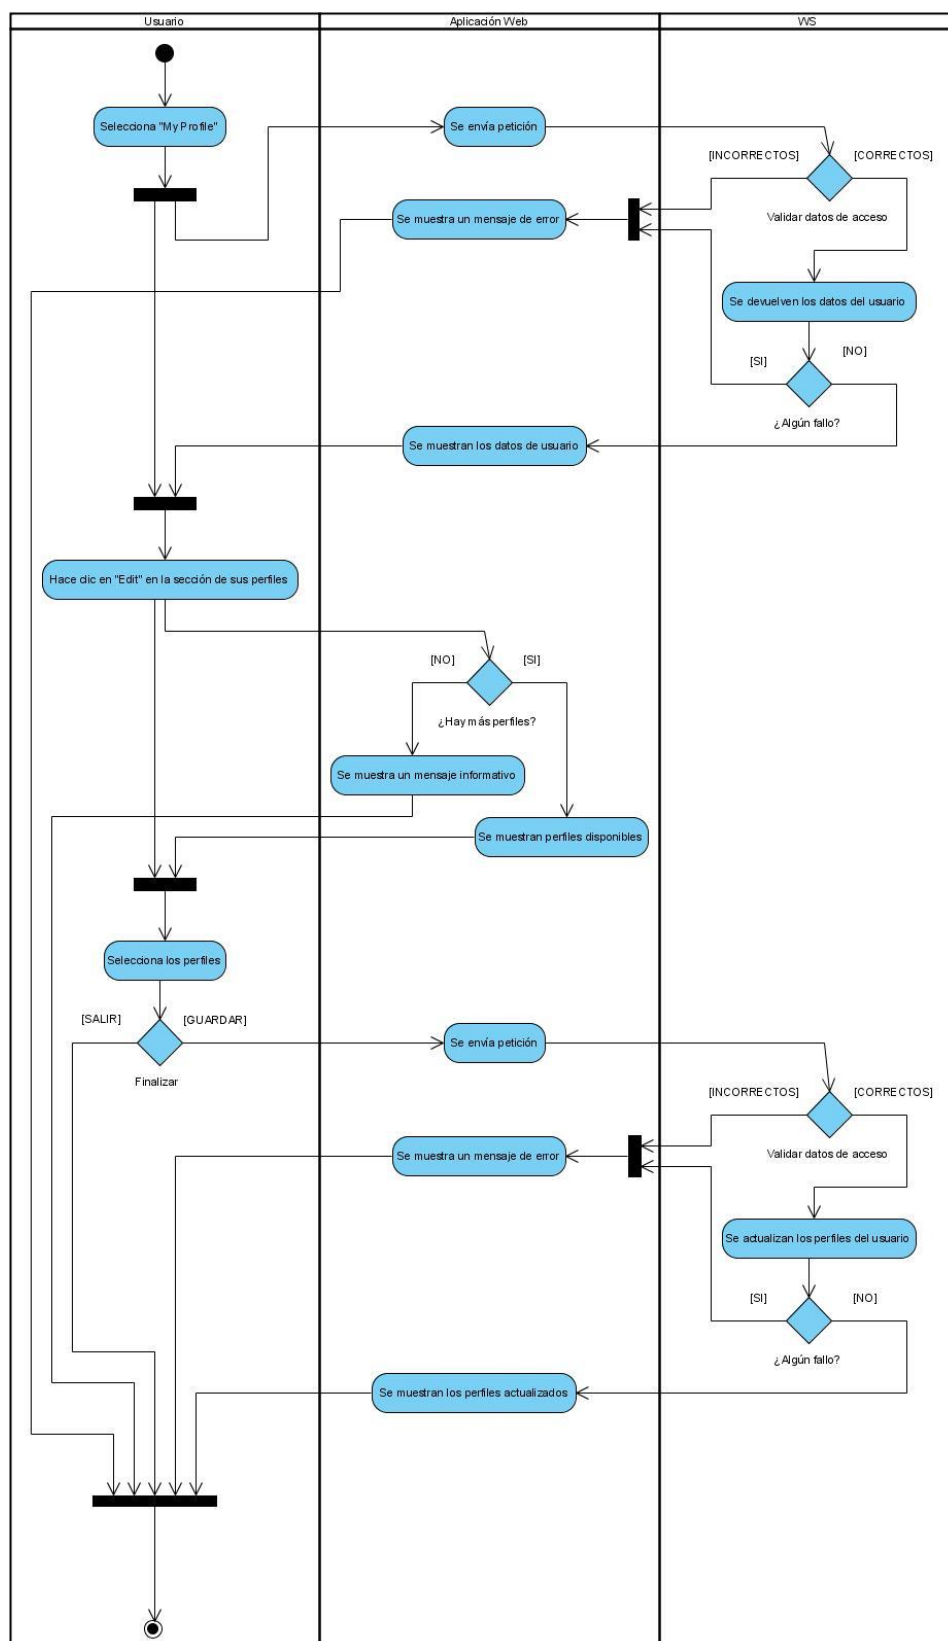 Usuario
Aplicación Web
WS
Selecciona "My Profile"
Se envía petición
[INCORRECTOS]
[CORRECTOS]
Validar datos de acceso
Se muestra un mensaje de error
Se devuelven los datos del usuario
[SI]
[NO]
¿Algún fallo?
Se muestran los datos de usuario
Hace clic en "Edit" en la sección de sus perfiles
[NO]
[SI]
¿Hay más perfiles?
Se muestra un mensaje informativo
Se muestran perfiles disponibles
Selecciona los perfiles
[SALIR]
[GUARDAR]
Finalizar
Se envía petición
[INCORRECTOS]
[CORRECTOS]
Validar datos de acceso
Se muestra un mensaje de error
Se actualizan los perfiles del usuario
[SI]
[NO]
¿Algún fallo?
Se muestran los perfiles actualizados